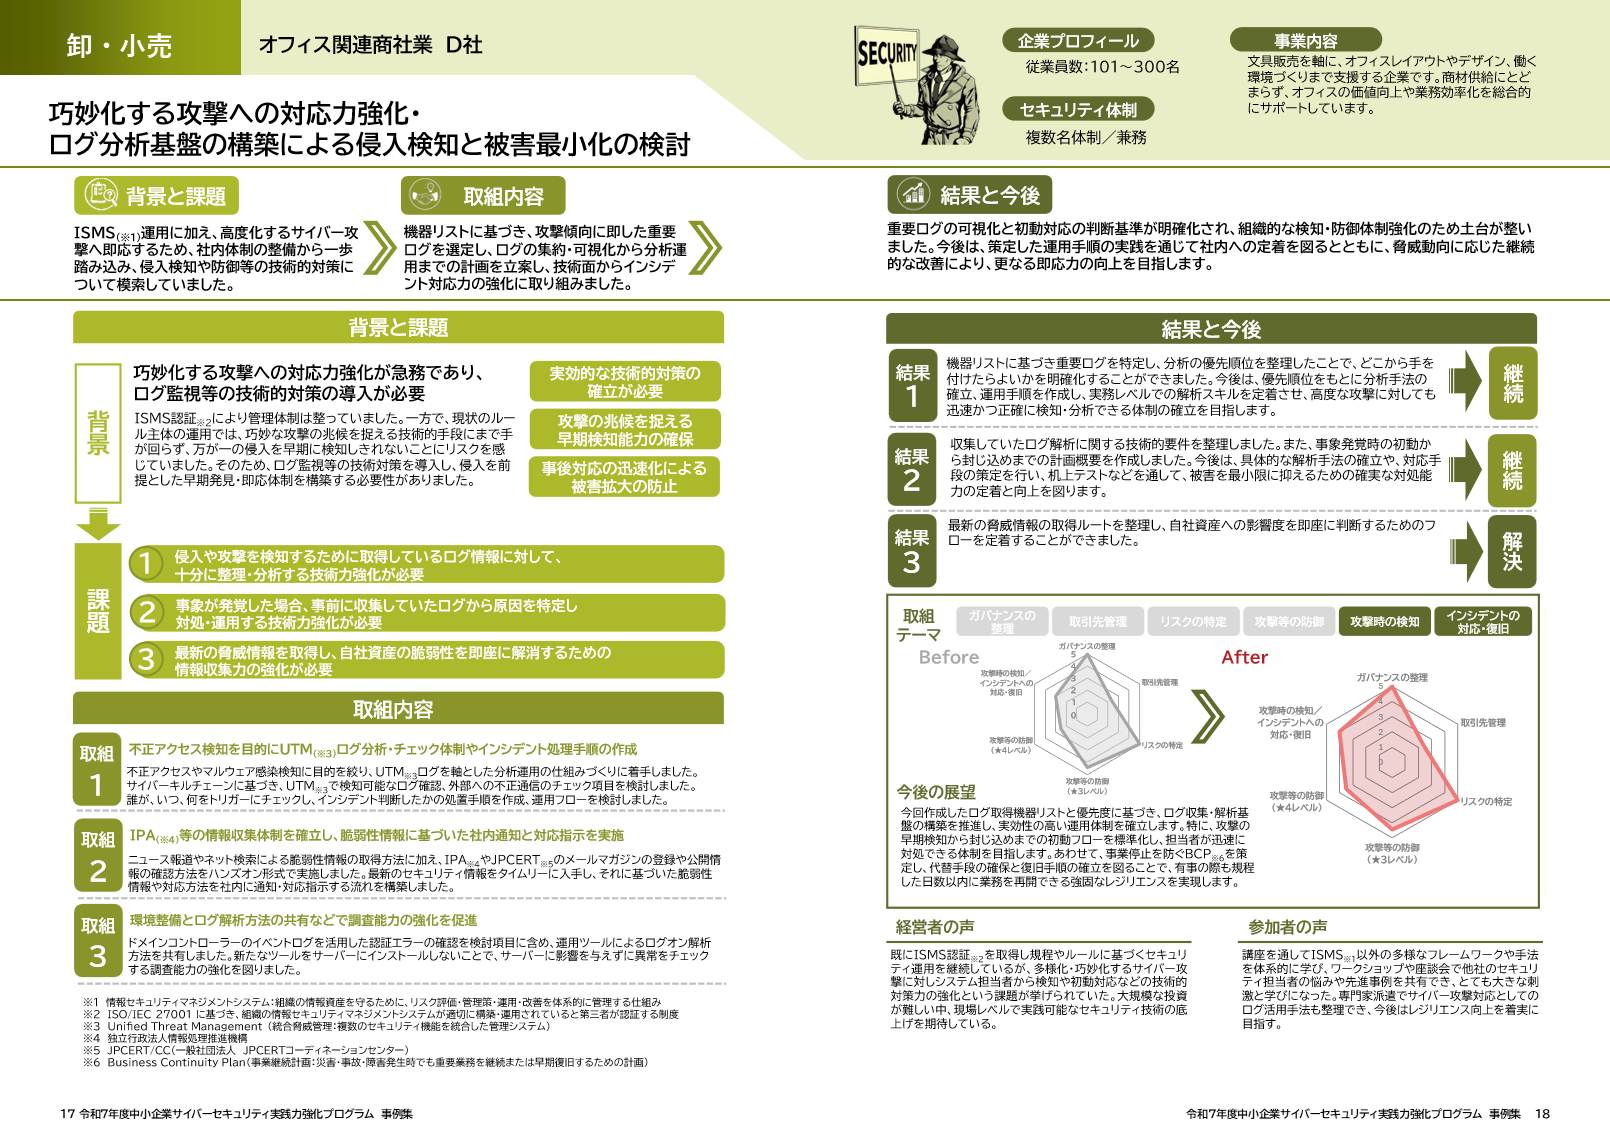 卸・小売
オフィス関連商社業 D社
巧妙化する攻撃への対応力強化・
ログ分析基盤の構築による侵入検知と被害最小化の検討
SECURITY
企業プロフィール
従業員数：101～300名
セキュリティ体制
複数名体制／兼務
事業内容
文具販売を軸に、オフィスレイアウトやデザイン、働く
環境づくりまで支援する企業です。商材供給にとど
まらず、オフィスの価値向上や業務効率化を総合的
にサポートしています。
背景と課題
ISMS(※1)運用に加え、高度化するサイバー攻
撃へ即応するため、社内体制の整備から一歩
踏み込み、侵入検知や防御等の技術的対策に
ついて模索していました。
取組内容
機器リストに基づき、攻撃傾向に即した重要
ログを選定し、ログの集約・可視化から分析運
用までの計画を立案し、技術面からインシデ
ント対応力の強化に取り組みました。
結果と今後
重要ログの可視化と初動対応の判断基準が明確化され、組織的な検知・防御体制強化のため土台が整い
ました。今後は、策定した運用手順の実践を通じて社内への定着を図るとともに、脅威動向に応じた継続
的な改善により、更なる即応力の向上を目指します。
背景と課題
背景
巧妙化する攻撃への対応力強化が急務であり、
ログ監視等の技術的対策の導入が必要
ISMS認証※2により管理体制は整っていました。一方で、現状のルー
ル主体の運用では、巧妙な攻撃の兆候を捉える技術的手段にまで手
が回らず、万が一の侵入を早期に検知しきれないことにリスクを感
じていました。そのため、ログ監視等の技術対策を導入し、侵入を前
提とした早期発見・即応体制を構築する必要性がありました。
実効的な技術的対策の
確立が必要
攻撃の兆候を捉える
早期検知能力の確保
事後対応の迅速化による
被害拡大の防止
課題
1 侵入や攻撃を検知するために取得しているログ情報に対して、
十分に整理・分析する技術力強化が必要
2 事象が発覚した場合、事前に収集していたログから原因を特定し
対処・運用する技術力強化が必要
3 最新の脅威情報を取得し、自社資産の脆弱性を即座に解消するための
情報収集力の強化が必要
取組内容
取組1
不正アクセス検知を目的にUTM(※3)ログ分析・チェック体制やインシデント処理手順の作成
不正アクセスやマルウェア感染検知に目的を絞り、UTM※3ログを軸とした分析運用の仕組みづくりに着手しました。
サイバーキルチェーンに基づき、UTM※3で検知可能なログ確認、外部への不正通信のチェック項目を検討しました。
誰が、いつ、何をトリガーにチェックし、インシデント判断したかの処置手順を作成、運用フローを検討しました。
取組2
IPA(※4)等の情報収集体制を確立し、脆弱性情報に基づいた社内通知と対応指示を実施
ニュース報道やネット検索による脆弱性情報の取得方法に加え、IPA※4やJPCERT※5のメールマガジンの登録や公開情
報の確認方法をハンズオン形式で実施しました。最新のセキュリティ情報をタイムリーに入手し、それに基づいた脆弱性
情報や対応方法を社内に通知・対応指示する流れを構築しました。
取組3
環境整備とログ解析方法の共有などで調査能力の強化を促進
ドメインコントローラーのイベントログを活用した認証エラーの確認を検討項目に含め、運用ツールによるログオン解析
方法を共有しました。新たなツールをサーバーにインストールしないことで、サーバーに影響を与えずに異常をチェック
する調査能力の強化を図りました。
※1 情報セキュリティマネジメントシステム：組織の情報資産を守るために、リスク評価・管理策・運用・改善を体系的に管理する仕組み
※2 ISO/IEC 27001 に基づき、組織の情報セキュリティマネジメントシステムが適切に構築・運用されていると第三者が認証する制度
※3 Unified Threat Management（統合脅威管理：複数のセキュリティ機能を統合した管理システム）
※4 独立行政法人情報処理推進機構
※5 JPCERT/CC（一般社団法人 JPCERTコーディネーションセンター）
※6 Business Continuity Plan（事業継続計画：災害・事故・障害発生時でも重要業務を継続または早期復旧するための計画）
17 令和7年度中小企業サイバーセキュリティ実践力強化プログラム 事例集
結果と今後
結果1
機器リストに基づき重要ログを特定し、分析の優先順位を整理したことで、どこから手を
付けたらよいかを明確化することができました。今後は、優先順位をもとに分析手法の
確立、運用手順を作成し、実務レベルでの解析スキルを定着させ、高度な攻撃に対しても
迅速かつ正確に検知・分析できる体制の確立を目指します。
継続
結果2
収集していたログ解析に関する技術的要件を整理しました。また、事象発覚時の初動か
ら封じ込めまでの計画概要を作成しました。今後は、具体的な解析手法の確立や、対応手
段の策定を行い、机上テストなどを通して、被害を最小限に抑えるための確実な対処能
力の定着と向上を図ります。
継続
結果3
最新の脅威情報の取得ルートを整理し、自社資産への影響度を即座に判断するためのフ
ローを定着することができました。
解決
取組
テーマ
ガバナンスの
整理
取引先管理
リスクの特定
攻撃等の防御
攻撃時の検知
インシデントの
対応・復旧
Before
ガバナンスの整理
5
4
3
2
1
0
取引先管理
リスクの特定
攻撃等の防御
（★3レベル）
攻撃等の防御
（★4レベル）
攻撃時の検知／
インシデントへの
対応・復旧
After
ガバナンスの整理
5
4
3
2
1
0
取引先管理
リスクの特定
攻撃等の防御
（★3レベル）
攻撃等の防御
（★4レベル）
攻撃時の検知／
インシデントへの
対応・復旧
今後の展望
今回作成したログ取得機器リストと優先度に基づき、ログ収集・解析基
盤の構築を推進し、実効性の高い運用体制を確立します。特に、攻撃の
早期検知から封じ込めまでの初動フローを標準化し、担当者が迅速に
対処できる体制を目指します。あわせて、事業停止を防ぐBCP※6を策
定し、代替手段の確保と復旧手順の確立を図ることで、有事の際も規程
した日数以内に業務を再開できる強固なレジリエンスを実現します。
経営者の声
既にISMS認証※2を取得し規程やルールに基づくセキュリ
ティ運用を継続しているが、多様化・巧妙化するサイバー攻
撃に対しシステム担当者から検知や初動対応などの技術的
対策力の強化という課題が挙げられていた。大規模な投資
が難しい中、現場レベルで実践可能なセキュリティ技術の底
上げを期待している。
参加者の声
講座を通してISMS※1以外の多様なフレームワークや手法
を体系的に学び、ワークショップや座談会で他社のセキュリ
ティ担当者の悩みや先進事例を共有でき、とても大きな刺
激と学びになった。専門家派遣でサイバー攻撃対応としての
ログ活用手法も整理でき、今後はレジリエンス向上を着実に
目指す。
令和7年度中小企業サイバーセキュリティ実践力強化プログラム 事例集 18